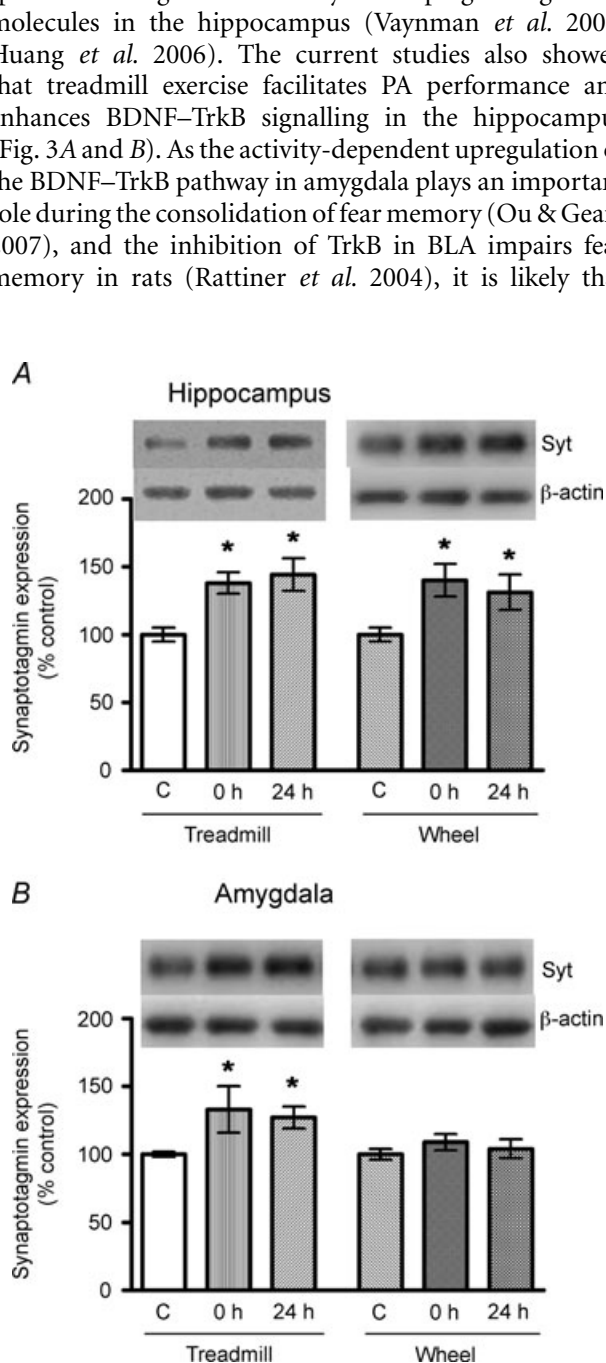 molecules in the hippocampus (Vaynman et al. 200
Huang et al. 2006). The current studies also showe
hat treadmill exercise facilitates PA performance an
nhances BDNF–TrkB signalling in the hippocampu
Fig. 3A and B). As the activity-dependent upregulation o
he BDNF–TrkB pathway in amygdala plays an importan
ole during the consolidation of fear memory (Ou & Gean
2007), and the inhibition of TrkB in BLA impairs fea
memory in rats (Rattiner et al. 2004), it is likely tha
A
Hippocampus
Syt
β-actin
Synaptotagmin expression
(% control)
200
150
100
50
0
* * * *
C 0 h 24 h C 0 h 24 h
Treadmill Wheel
B
Amygdala
Syt
β-actin
Synaptotagmin expression
(% control)
200
150
100
50
0
* *
C 0 h 24 h C 0 h 24 h
Treadmill Wheel